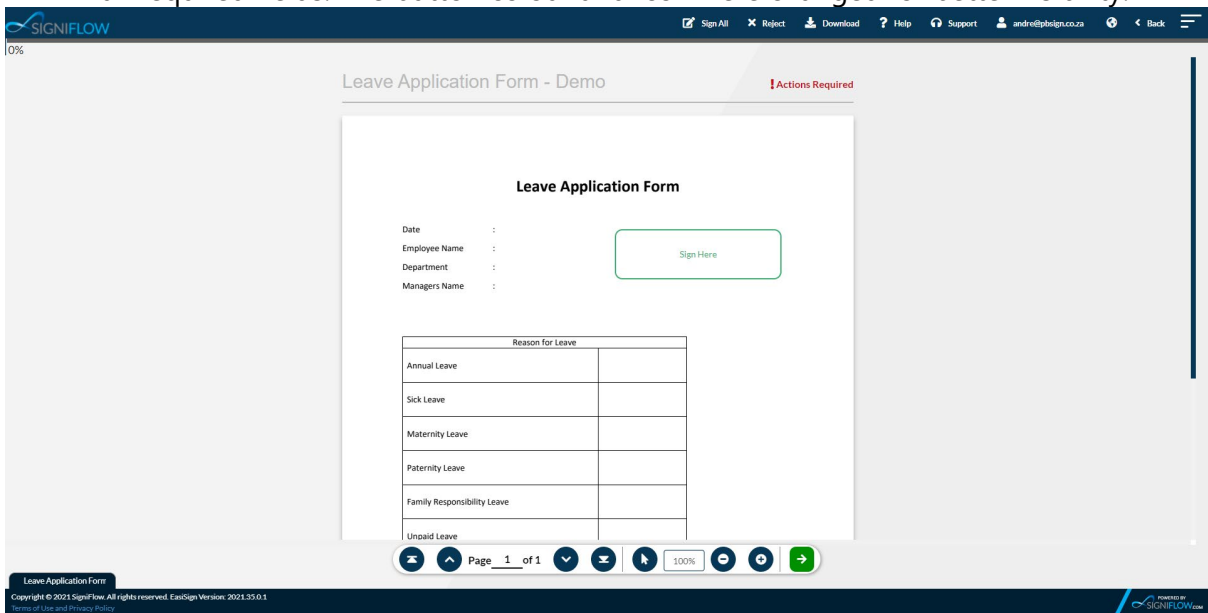 SIGNIFLOW
Sign All Reject Download ? Help Support andre@pbsign.co.za Back
0%
Leave Application Form - Demo
! Actions Required
Leave Application Form
Date :
Employee Name :
Department :
Managers Name :
Sign Here
Reason for Leave
Annual Leave
Sick Leave
Maternity Leave
Paternity Leave
Family Responsibility Leave
Unpaid Leave
Page 1 of 1
100%
Leave Application Form
Copyright © 2021 SigniFlow. All rights reserved. EasiSign Version: 2021.35.0.1
Terms of Use and Privacy Policy
POWERED BY
SIGNIFLOW.COM